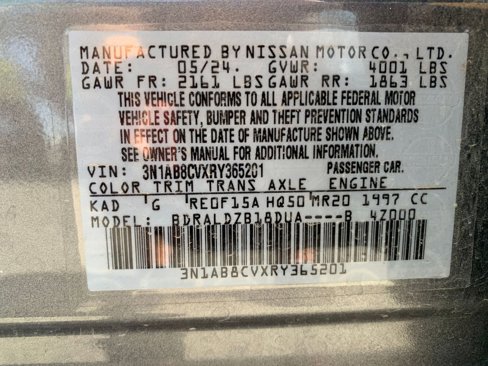 MANUFACTURED BY NISSAN MOTOR CO., LTD.
DATE: 05/24. GVWR: 4001 LBS
GAWR FR: 2161 LBS GAWR RR: 1863 LBS
THIS VEHICLE CONFORMS TO ALL APPLICABLE FEDERAL MOTOR
VEHICLE SAFETY, BUMPER AND THEFT PREVENTION STANDARDS
IN EFFECT ON THE DATE OF MANUFACTURE SHOWN ABOVE.
SEE OWNER'S MANUAL FOR ADDITIONAL INFORMATION.
VIN: 3N1AB8CVXRY365201 PASSENGER CAR.
COLOR TRIM TRANS AXLE ENGINE
KAD G RE0F15A HQ50 MR20 1997 CC
MODEL: BDRALDZB18DUA----B 4Z000
3N1AB8CVXRY365201